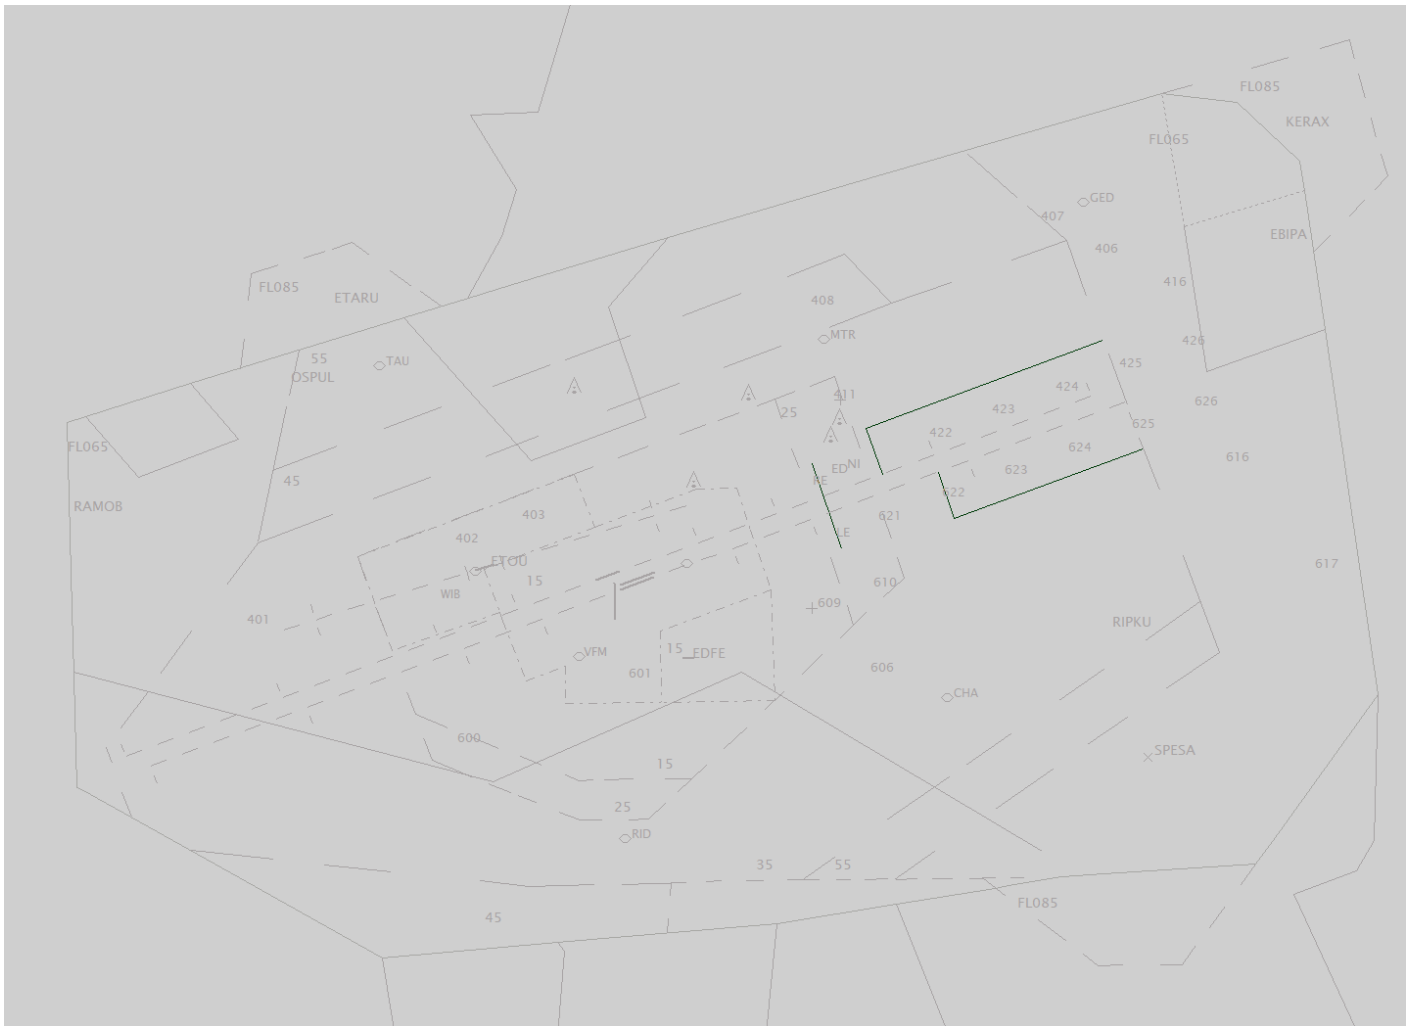 FL085
KERAX
FL065
GED
407
EBIPA
406
416
FL085
ETARU
408
MTR
426
55
TAU
425
OSPUL
424
411
626
423
25
625
422
FL065
624
616
NI
ED
623
45
RE
622
RAMOB
403
621
LE
402
ETOU
617
15
610
WIB
609
401
RIPKU
15
EDFE
VFM
606
601
CHA
600
SPESA
15
25
RID
35
55
FL085
45